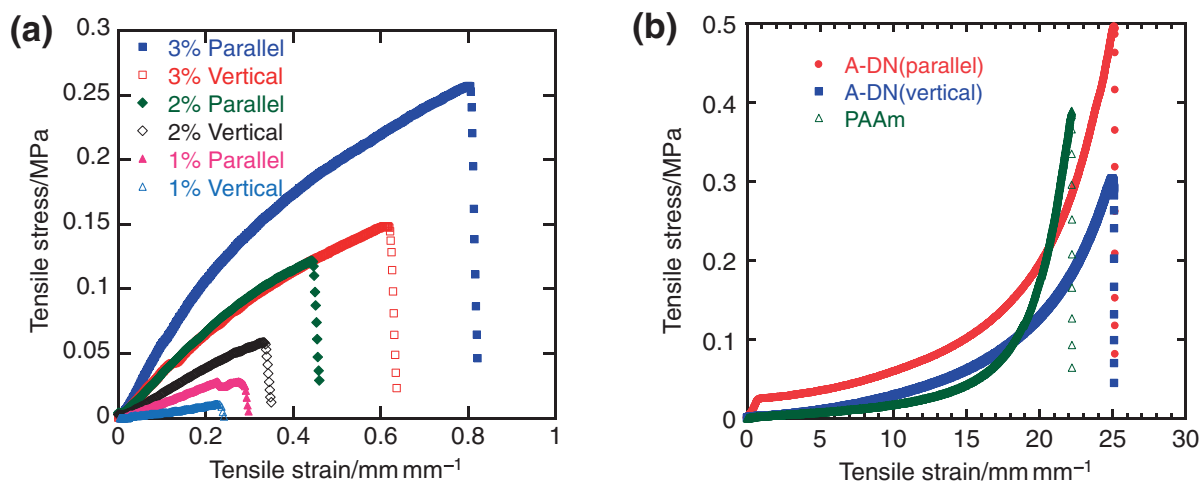 (a)
0.3
0.25
0.2
0.15
0.1
0.05
0
Tensile stress/MPa
3% Parallel
3% Vertical
2% Parallel
2% Vertical
1% Parallel
1% Vertical
0 0.2 0.4 0.6 0.8 1
Tensile strain/mm mm⁻¹
(b)
0.5
0.4
0.3
0.2
0.1
0
Tensile stress/MPa
A-DN(parallel)
A-DN(vertical)
PAAm
0 5 10 15 20 25 30
Tensile strain/mm mm⁻¹